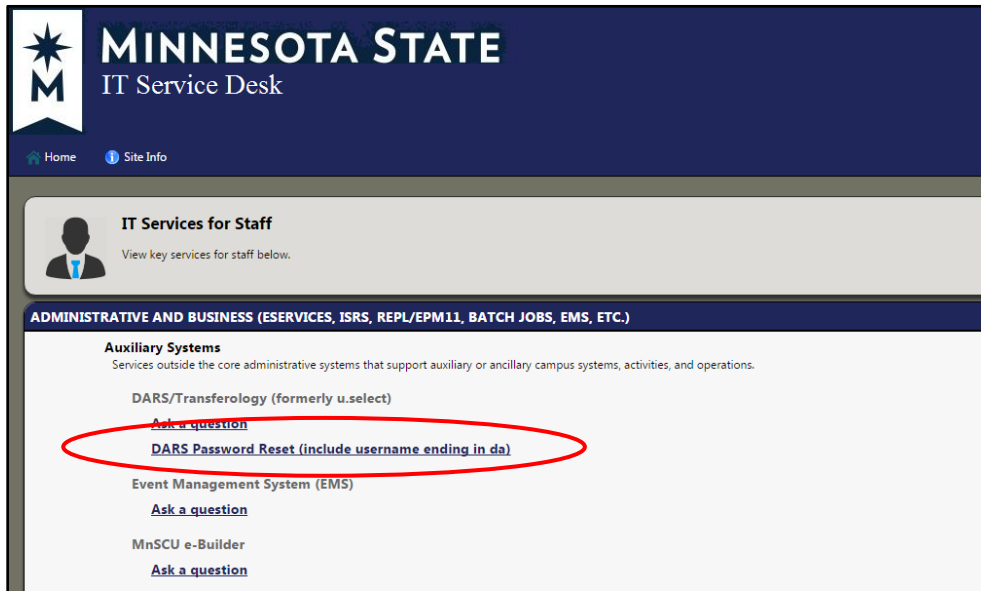 M
MINNESOTA STATE
IT Service Desk
Home Site Info
IT Services for Staff
View key services for staff below.
ADMINISTRATIVE AND BUSINESS (ESERVICES, ISRS, REPL/EPM11, BATCH JOBS, EMS, ETC.)
Auxiliary Systems
Services outside the core administrative systems that support auxiliary or ancillary campus systems, activities, and operations.
DARS/Transferology (formerly u.select)
Ask a question
DARS Password Reset (include username ending in da)
Event Management System (EMS)
Ask a question
MnSCU e-Builder
Ask a question